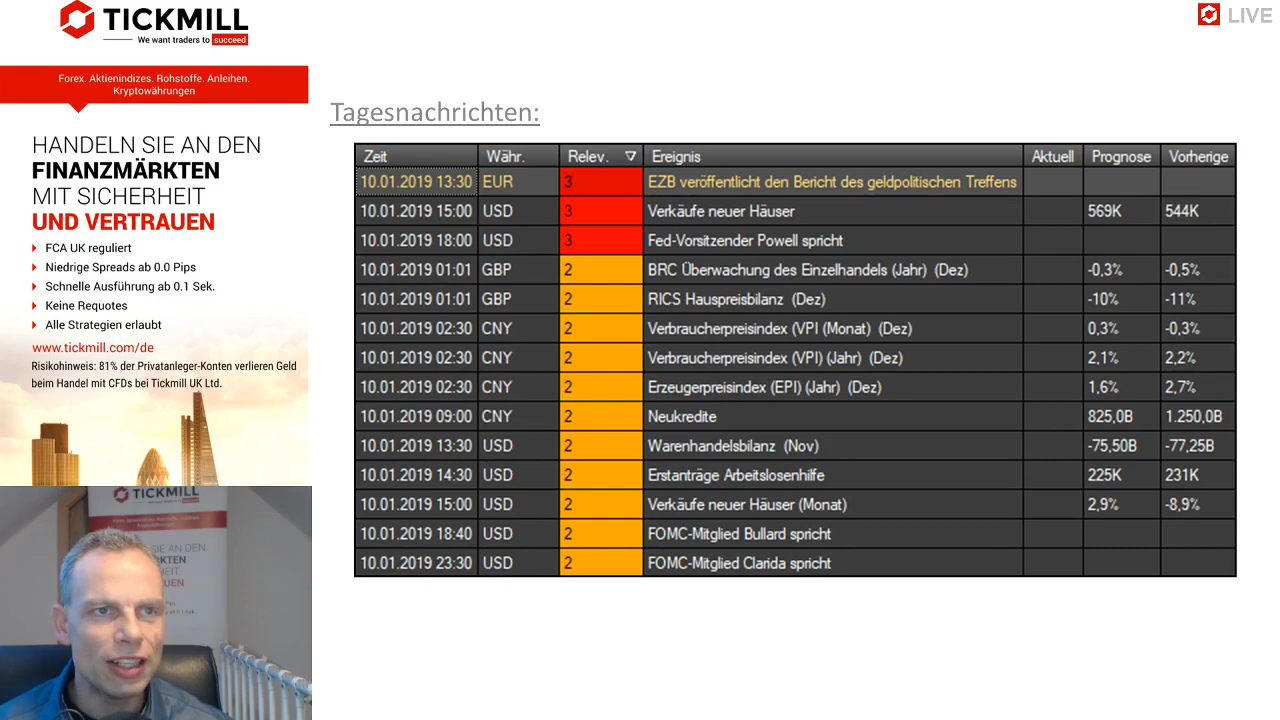 TICKMILL
We want traders to succeed
LIVE
Forex. Aktienindizes. Rohstoffe. Anleihen.
Kryptowährungen
HANDELN SIE AN DEN
FINANZMÄRKTEN
MIT SICHERHEIT
UND VERTRAUEN
FCA UK reguliert
Niedrige Spreads ab 0.0 Pips
Schnelle Ausführung ab 0.1 Sek.
Keine Requotes
Alle Strategien erlaubt
www.tickmill.com/de
Risikohinweis: 81% der Privatanleger-Konten verlieren Geld
beim Handel mit CFDs bei Tickmill UK Ltd.
Tagesnachrichten:
Zeit Währ. Relev. Ereignis Aktuell Prognose Vorherige
10.01.2019 13:30 EUR 3 EZB veröffentlicht den Bericht des geldpolitischen Treffens
10.01.2019 15:00 USD 3 Verkäufe neuer Häuser 569K 544K
10.01.2019 18:00 USD 3 Fed-Vorsitzender Powell spricht
10.01.2019 01:01 GBP 2 BRC Überwachung des Einzelhandels (Jahr) (Dez) -0,3% -0,5%
10.01.2019 01:01 GBP 2 RICS Hauspreisbilanz (Dez) -10% -11%
10.01.2019 02:30 CNY 2 Verbraucherpreisindex (VPI (Monat) (Dez) 0,3% -0,3%
10.01.2019 02:30 CNY 2 Verbraucherpreisindex (VPI) (Jahr) (Dez) 2,1% 2,2%
10.01.2019 02:30 CNY 2 Erzeugerpreisindex (EPI) (Jahr) (Dez) 1,6% 2,7%
10.01.2019 09:00 CNY 2 Neukredite 825,0B 1.250,0B
10.01.2019 13:30 USD 2 Warenhandelsbilanz (Nov) -75,50B -77,25B
10.01.2019 14:30 USD 2 Erstanträge Arbeitslosenhilfe 225K 231K
10.01.2019 15:00 USD 2 Verkäufe neuer Häuser (Monat) 2,9% -8,9%
10.01.2019 18:40 USD 2 FOMC-Mitglied Bullard spricht
10.01.2019 23:30 USD 2 FOMC-Mitglied Clarida spricht
TICKMILL